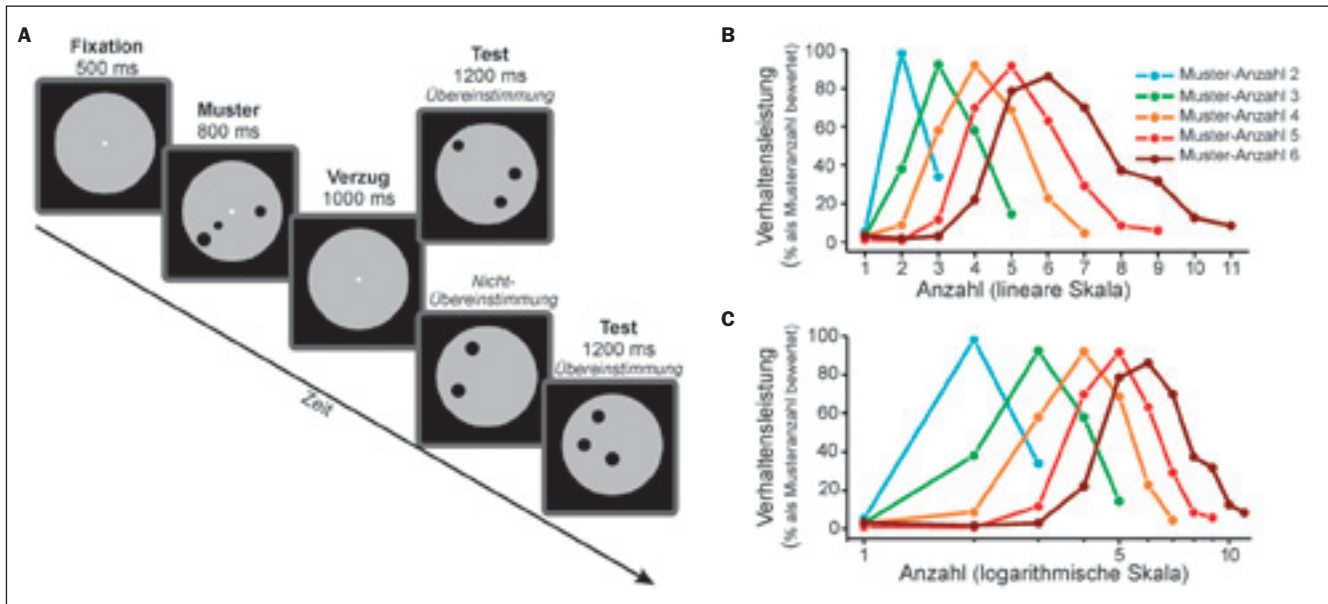 A
Fixation
500 ms
Muster
800 ms
Verzug
1000 ms
Test
1200 ms
Übereinstimmung
Nicht-
Übereinstimmung
Test
1200 ms
Übereinstimmung
Zeit
B
Verhaltensleistung
(% als Musteranzahl bewertet)
100
80
60
40
20
0
1 2 3 4 5 6 7 8 9 10 11
Anzahl (lineare Skala)
Muster-Anzahl 2
Muster-Anzahl 3
Muster-Anzahl 4
Muster-Anzahl 5
Muster-Anzahl 6
C
Verhaltensleistung
(% als Musteranzahl bewertet)
100
80
60
40
20
0
1 5 10
Anzahl (logarithmische Skala)